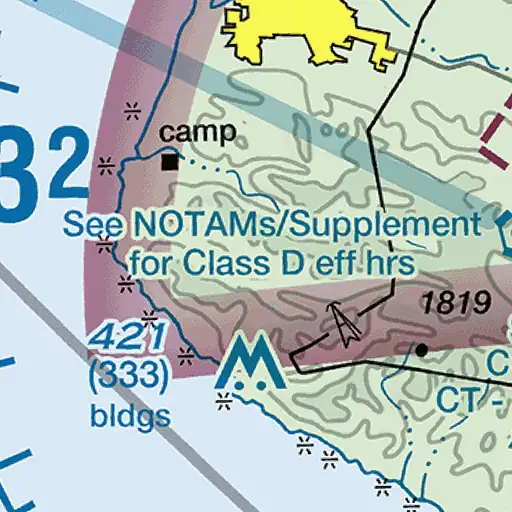 camp
32
See NOTAMs/Supplement
for Class D eff hrs
1819
421
(333)
bldgs
C
CT -